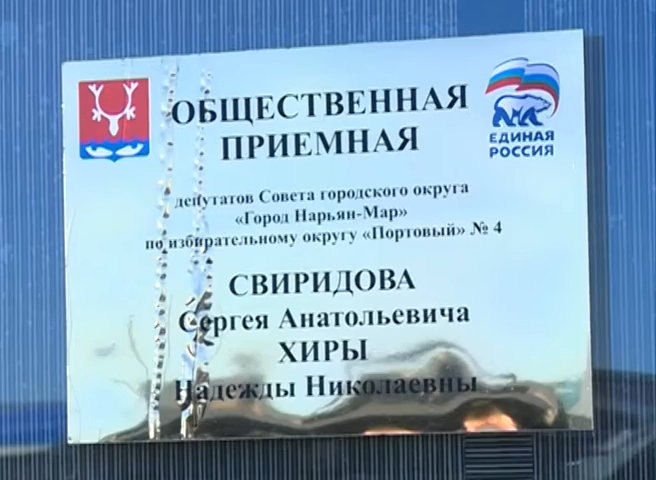 ОБЩЕСТВЕННАЯ
ПРИЕМНАЯ
ЕДИНАЯ
РОССИЯ
депутатов Совета городского округа
«Город Нарьян-Мар»
по избирательному округу «Портовый» № 4
СВИРИДОВА
Сергея Анатольевича
ХИРЫ
Надежды Николаевны